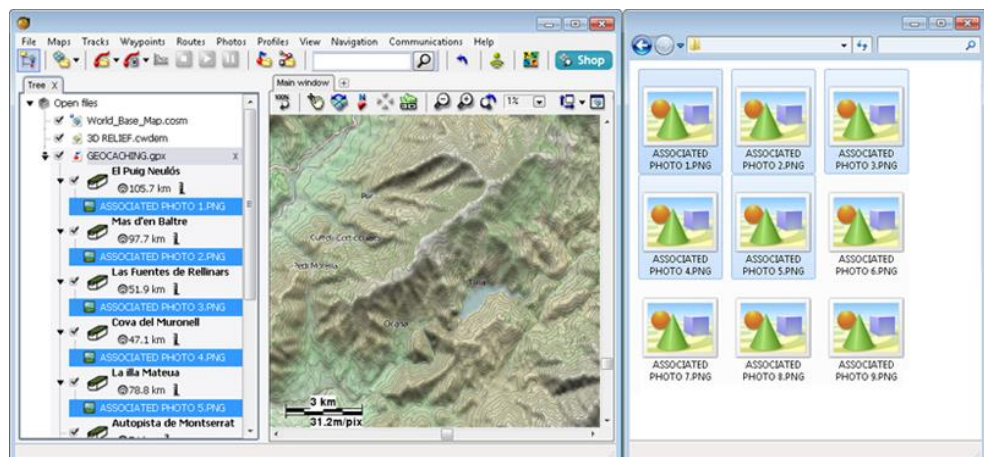 File Maps Tracks Waypoints Routes Photos Profiles View Navigation Communications Help
Shop
Tree X
Open files
World_Base_Map.cosm
3D RELIEF.cwdem
GEOCACHING.gpx x
El Puig Neulós
105.7 km
ASSOCIATED PHOTO 1.PNG
Mas d'en Baltre
97.7 km
ASSOCIATED PHOTO 2.PNG
Las Fuentes de Rellinars
51.9 km
ASSOCIATED PHOTO 3.PNG
Cova del Muronell
47.1 km
ASSOCIATED PHOTO 4.PNG
La illa Mateua
78.8 km
ASSOCIATED PHOTO 5.PNG
Autopista de Montserrat
Main window
100%
1%
3 km
31.2m/pix
ASSOCIATED PHOTO 1.PNG
ASSOCIATED PHOTO 2.PNG
ASSOCIATED PHOTO 3.PNG
ASSOCIATED PHOTO 4.PNG
ASSOCIATED PHOTO 5.PNG
ASSOCIATED PHOTO 6.PNG
ASSOCIATED PHOTO 7.PNG
ASSOCIATED PHOTO 8.PNG
ASSOCIATED PHOTO 9.PNG